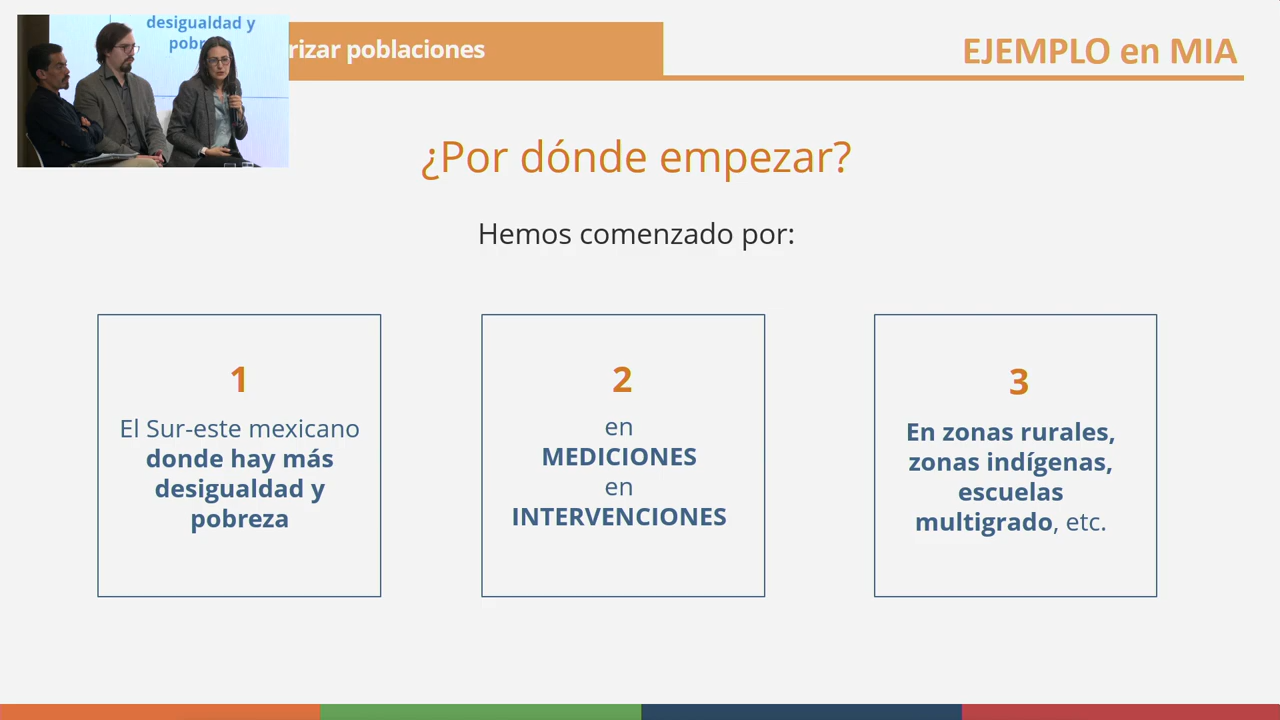 desigualdad y
rizar poblaciones
EJEMPLO en MIA
¿Por dónde empezar?
Hemos comenzado por:
1
El Sur-este mexicano
donde hay más
desigualdad y
pobreza
2
en
MEDICIONES
en
INTERVENCIONES
3
En zonas rurales,
zonas indígenas,
escuelas
multigrado, etc.